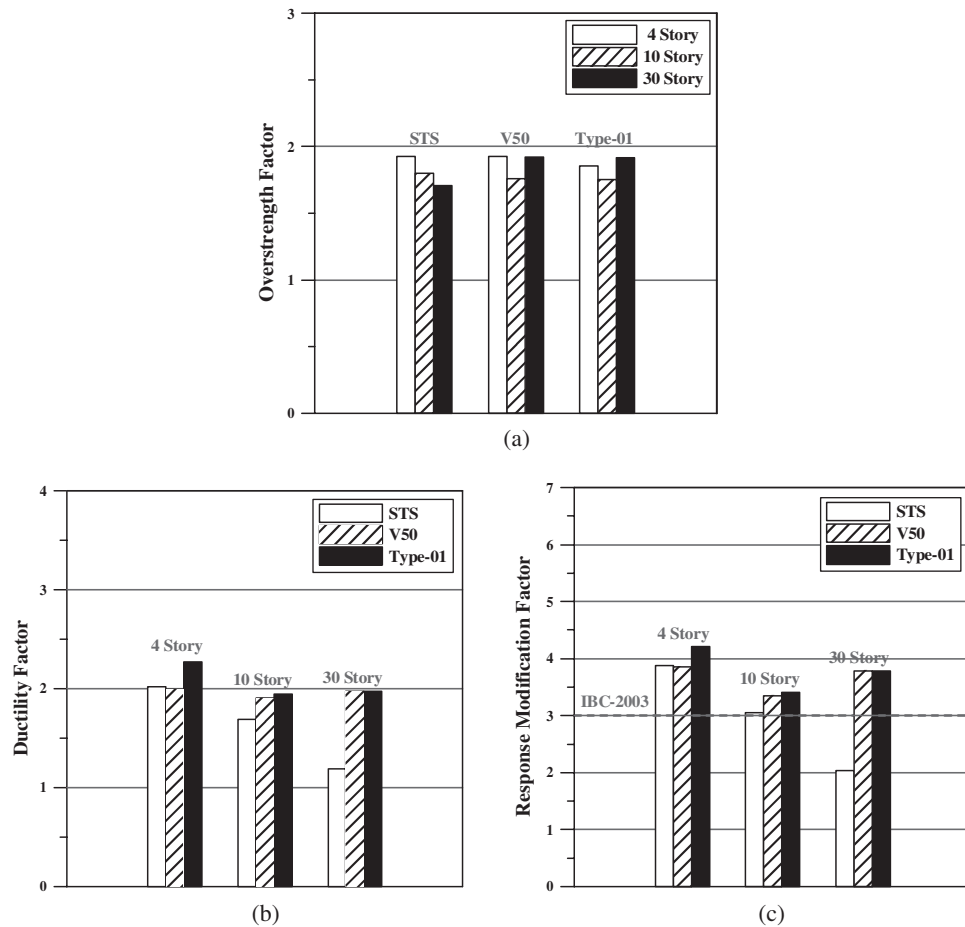 3
4 Story
10 Story
30 Story
STS
V50
Type-01
2
Overstrength Factor
1
0
(a)
4
STS
V50
Type-01
3
4 Story
10 Story
30 Story
2
Ductility Factor
1
0
(b)
7
STS
V50
Type-01
6
5
4 Story
4
30 Story
10 Story
IBC-2003
3
Response Modification Factor
2
1
0
(c)